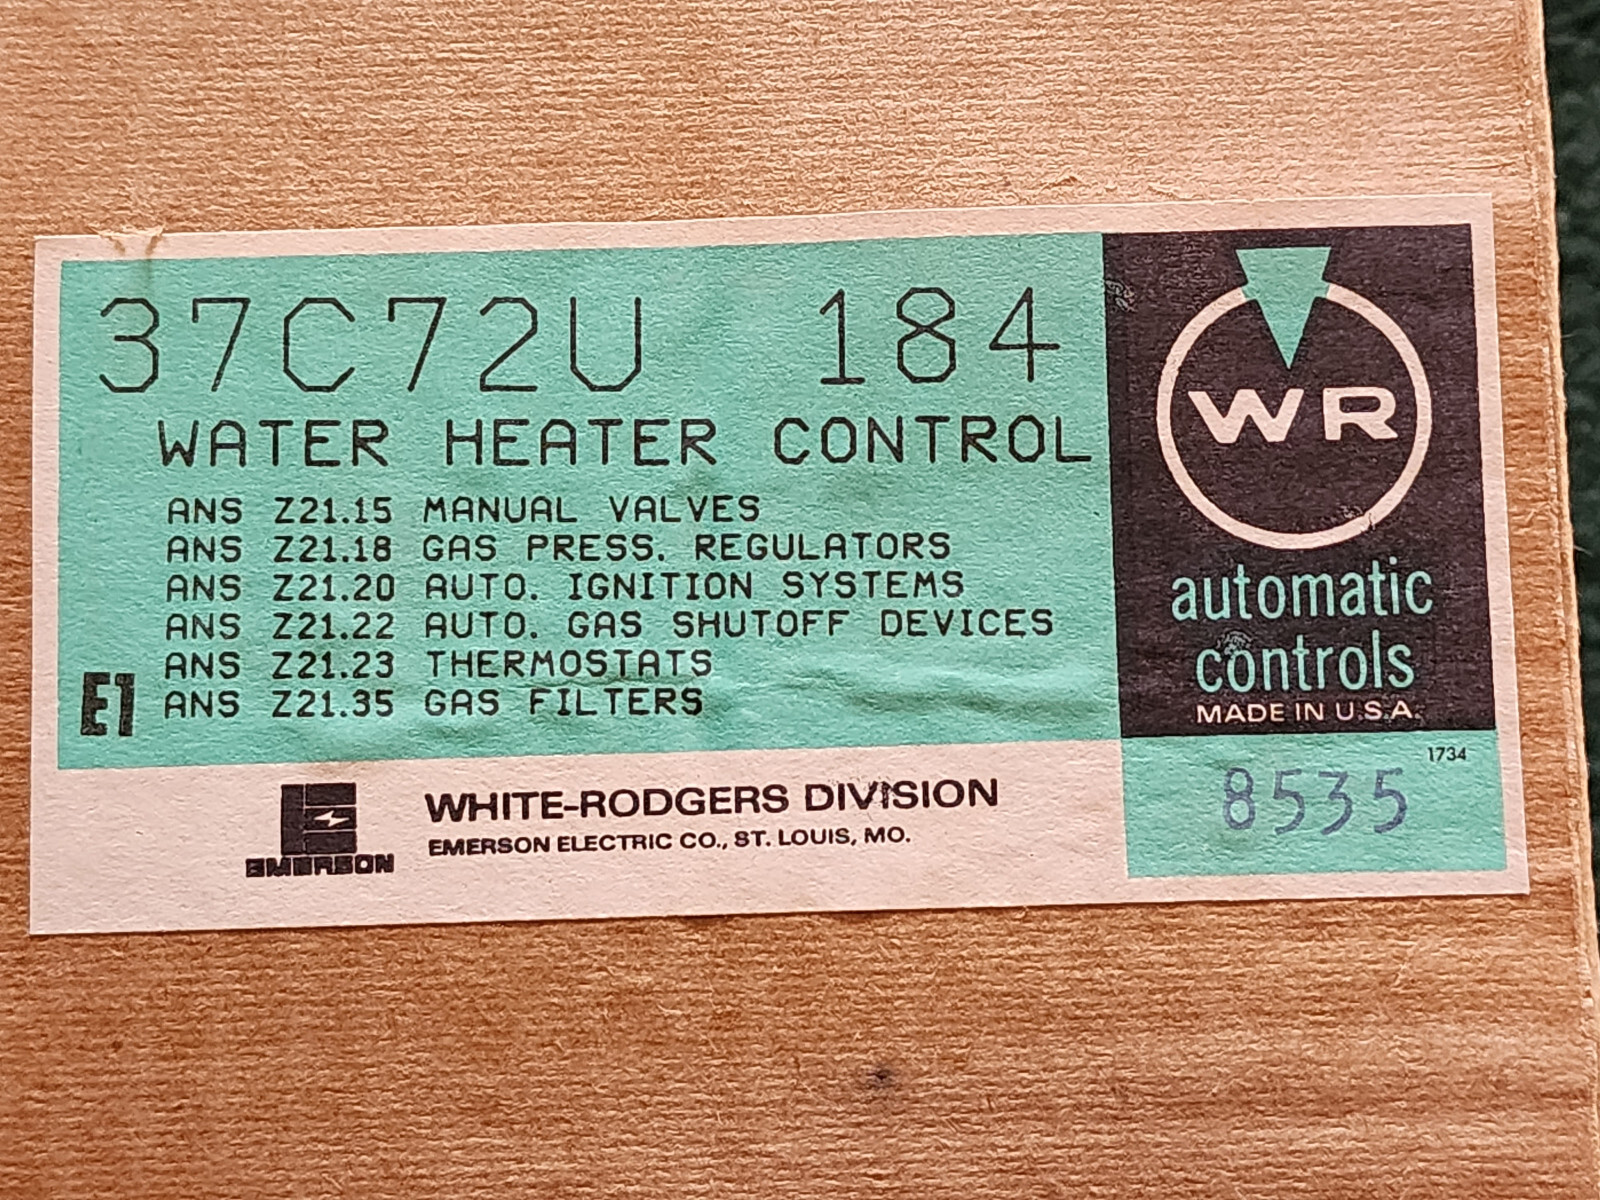 37C72U 184
WATER HEATER CONTROL
ANS Z21.15 MANUAL VALVES
ANS Z21.18 GAS PRESS. REGULATORS
ANS Z21.20 AUTO. IGNITION SYSTEMS
ANS Z21.22 AUTO. GAS SHUTOFF DEVICES
ANS Z21.23 THERMOSTATS
E1 ANS Z21.35 GAS FILTERS
WR
automatic
controls
MADE IN U.S.A.
1734
8535
EMERSON
WHITE-RODGERS DIVISION
EMERSON ELECTRIC CO., ST. LOUIS, MO.